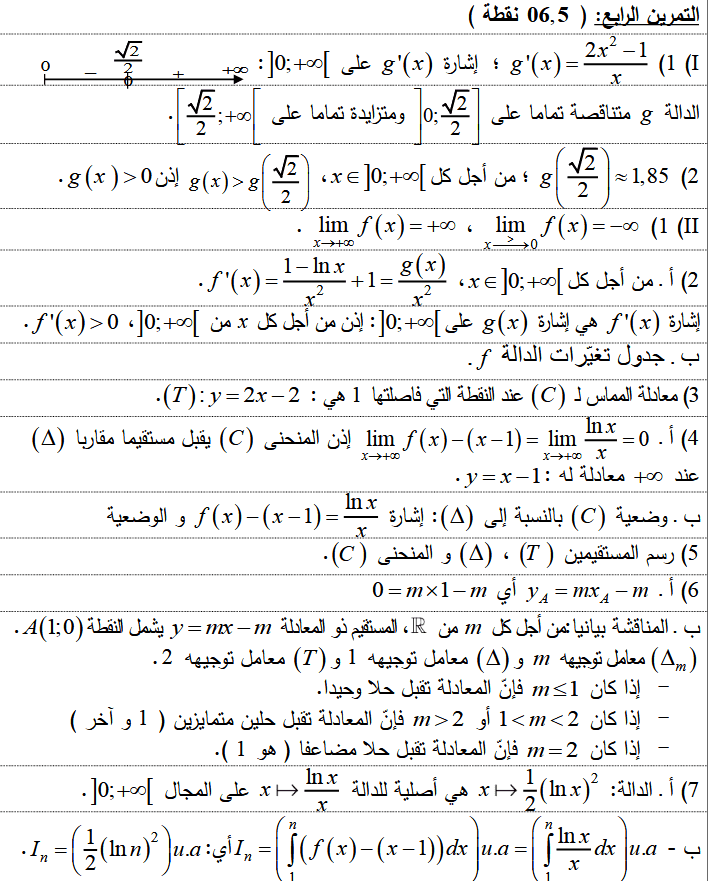 التمرين الرابع: ( 06,5 نقطة )
I) 1) g'(x) = (2x² − 1)/x ؛ إشارة g'(x) على ]0;+∞[ : 0 − √2/2 0 + +∞
الدالة g متناقصة تماما على ]0; √2/2] ومتزايدة تماما على [√2/2; +∞[ .
2) g(√2/2) ≈ 1,85 ؛ من أجل كل x ∈ ]0;+∞[ ، g(x) > g(√2/2) إذن g(x) > 0 .
II) 1) lim_{x→>0} f(x) = −∞ ، lim_{x→+∞} f(x) = +∞ .
2) أ . من أجل كل x ∈ ]0;+∞[ ، f'(x) = (1 − ln x)/x² + 1 = g(x)/x² .
إشارة f'(x) هي إشارة g(x) على ]0;+∞[ : إذن من أجل كل x من ]0;+∞[ ، f'(x) > 0 .
ب . جدول تغيّرات الدالة f .
3) معادلة المماس لـ (C) عند النقطة التي فاصلتها 1 هي : (T): y = 2x − 2 .
4) أ . lim_{x→+∞} f(x) − (x − 1) = lim_{x→+∞} ln x/x = 0 إذن المنحنى (C) يقبل مستقيما مقاربا (Δ)
عند +∞ معادلة له : y = x − 1 .
ب . وضعية (C) بالنسبة إلى (Δ) : إشارة f(x) − (x − 1) = ln x/x و الوضعية
5) رسم المستقيمين (T) ، (Δ) و المنحنى (C) .
6) أ . y_A = mx_A − m أي 0 = m × 1 − m
ب . المناقشة بيانيا: من أجل كل m من ℝ ، المستقيم ذو المعادلة y = mx − m يشمل النقطة A(1;0) .
(Δ_m) معامل توجيهه m و (Δ) معامل توجيهه 1 و (T) معامل توجيهه 2 .
− إذا كان m ≤ 1 فإنّ المعادلة تقبل حلا وحيدا.
− إذا كان 1 < m < 2 أو m > 2 فإنّ المعادلة تقبل حلين متمايزين ( 1 و آخر )
− إذا كان m = 2 فإنّ المعادلة تقبل حلا مضاعفا ( هو 1 ) .
7) أ . الدالة: x ↦ 1/2 (ln x)² هي أصلية للدالة x ↦ ln x/x على المجال ]0;+∞[ .
ب - I_n = (∫₁ⁿ (f(x) − (x − 1))dx) u.a = (∫₁ⁿ ln x/x dx) u.a أي: I_n = (1/2 (ln n)²) u.a .